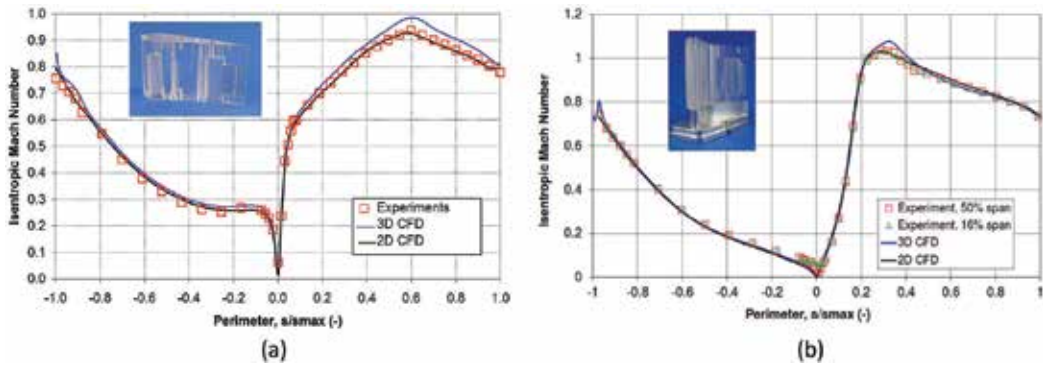 1.0
0.9
0.8
0.7
0.6
0.5
0.4
0.3
0.2
0.1
0.0
Isentropic Mach Number
-1.0 -0.8 -0.6 -0.4 -0.2 0.0 0.2 0.4 0.6 0.8 1.0
Perimeter, s/smax (-)
Experiments
3D CFD
2D CFD
(a)
1.2
1
0.8
0.6
0.4
0.2
0
Isentropic Mach Number
-1 -0.8 -0.6 -0.4 -0.2 0 0.2 0.4 0.6 0.8 1
Perimeter, s/smax (-)
Experiment, 50% span
Experiment, 16% span
3D CFD
2D CFD
(b)